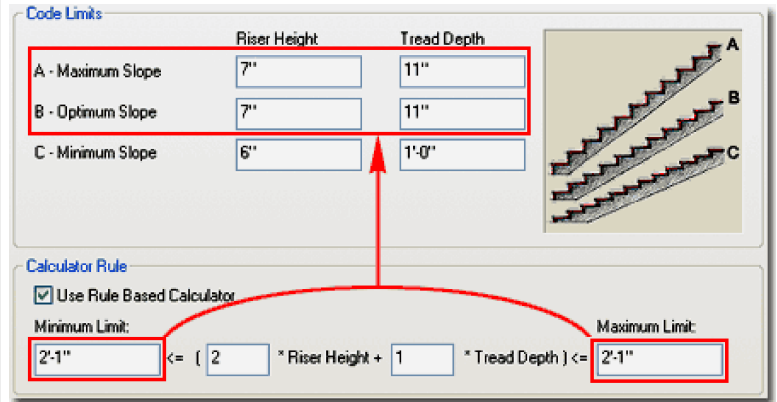 Code Limits
Riser Height Tread Depth
A - Maximum Slope 7" 11"
B - Optimum Slope 7" 11"
C - Minimum Slope 6" 1'-0"
A
B
C
Calculator Rule
Use Rule Based Calculator
Minimum Limit: Maximum Limit:
2'-1" <= ( 2 * Riser Height + 1 * Tread Depth ) <= 2'-1"